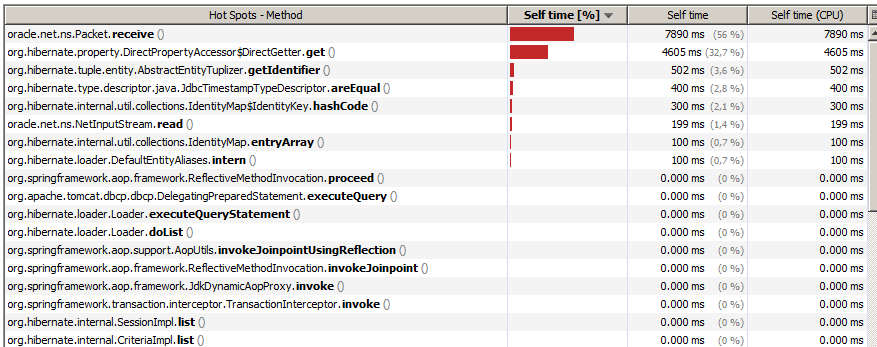 Hot Spots - Method Self time [%] Self time Self time (CPU)
oracle.net.ns.Packet.receive () 7890 ms (56 %) 7890 ms
org.hibernate.property.DirectPropertyAccessor$DirectGetter.get () 4605 ms (32,7 %) 4605 ms
org.hibernate.tuple.entity.AbstractEntityTuplizer.getIdentifier () 502 ms (3,6 %) 502 ms
org.hibernate.type.descriptor.java.JdbcTimestampTypeDescriptor.areEqual () 400 ms (2,8 %) 400 ms
org.hibernate.internal.util.collections.IdentityMap$IdentityKey.hashCode () 300 ms (2,1 %) 300 ms
oracle.net.ns.NetInputStream.read () 199 ms (1,4 %) 199 ms
org.hibernate.internal.util.collections.IdentityMap.entryArray () 100 ms (0,7 %) 100 ms
org.hibernate.loader.DefaultEntityAliases.intern () 100 ms (0,7 %) 100 ms
org.springframework.aop.framework.ReflectiveMethodInvocation.proceed () 0.000 ms (0 %) 0.000 ms
org.apache.tomcat.dbcp.dbcp.DelegatingPreparedStatement.executeQuery () 0.000 ms (0 %) 0.000 ms
org.hibernate.loader.Loader.executeQueryStatement () 0.000 ms (0 %) 0.000 ms
org.hibernate.loader.Loader.doList () 0.000 ms (0 %) 0.000 ms
org.springframework.aop.support.AopUtils.invokeJoinpointUsingReflection () 0.000 ms (0 %) 0.000 ms
org.springframework.aop.framework.ReflectiveMethodInvocation.invokeJoinpoint () 0.000 ms (0 %) 0.000 ms
org.springframework.aop.framework.JdkDynamicAopProxy.invoke () 0.000 ms (0 %) 0.000 ms
org.springframework.transaction.interceptor.TransactionInterceptor.invoke () 0.000 ms (0 %) 0.000 ms
org.hibernate.internal.SessionImpl.list () 0.000 ms (0 %) 0.000 ms
org.hibernate.internal.CriteriaImpl.list () 0.000 ms (0 %) 0.000 ms